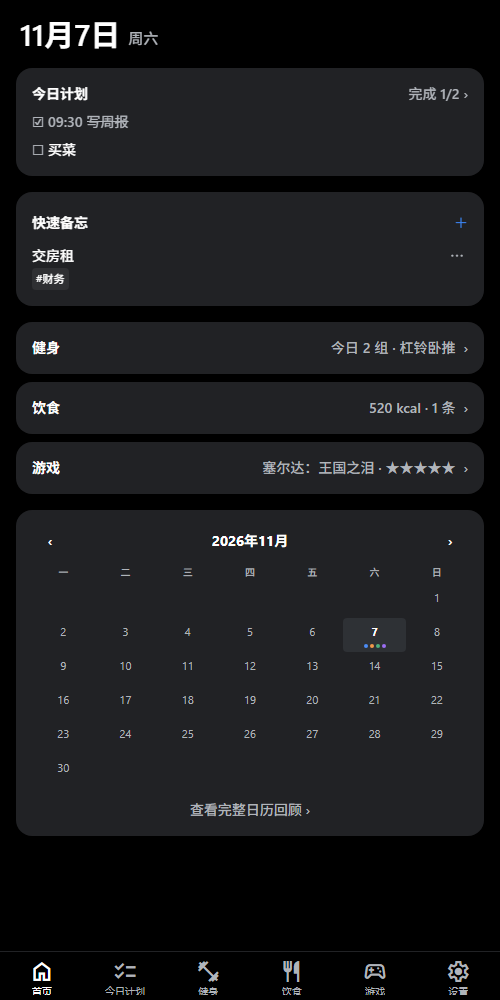 11月7日 周六
今日计划 完成 1/2 ›
☑ 09:30 写周报
☐ 买菜
快速备忘 +
交房租 ···
#财务
健身 今日 2 组 · 杠铃卧推 ›
饮食 520 kcal · 1 条 ›
游戏 塞尔达：王国之泪 · ★★★★★ ›
‹ 2026年11月 ›
一 二 三 四 五 六 日
1
2 3 4 5 6 7 8
9 10 11 12 13 14 15
16 17 18 19 20 21 22
23 24 25 26 27 28 29
30
查看完整日历回顾 ›
首页 今日计划 健身 饮食 游戏 设置